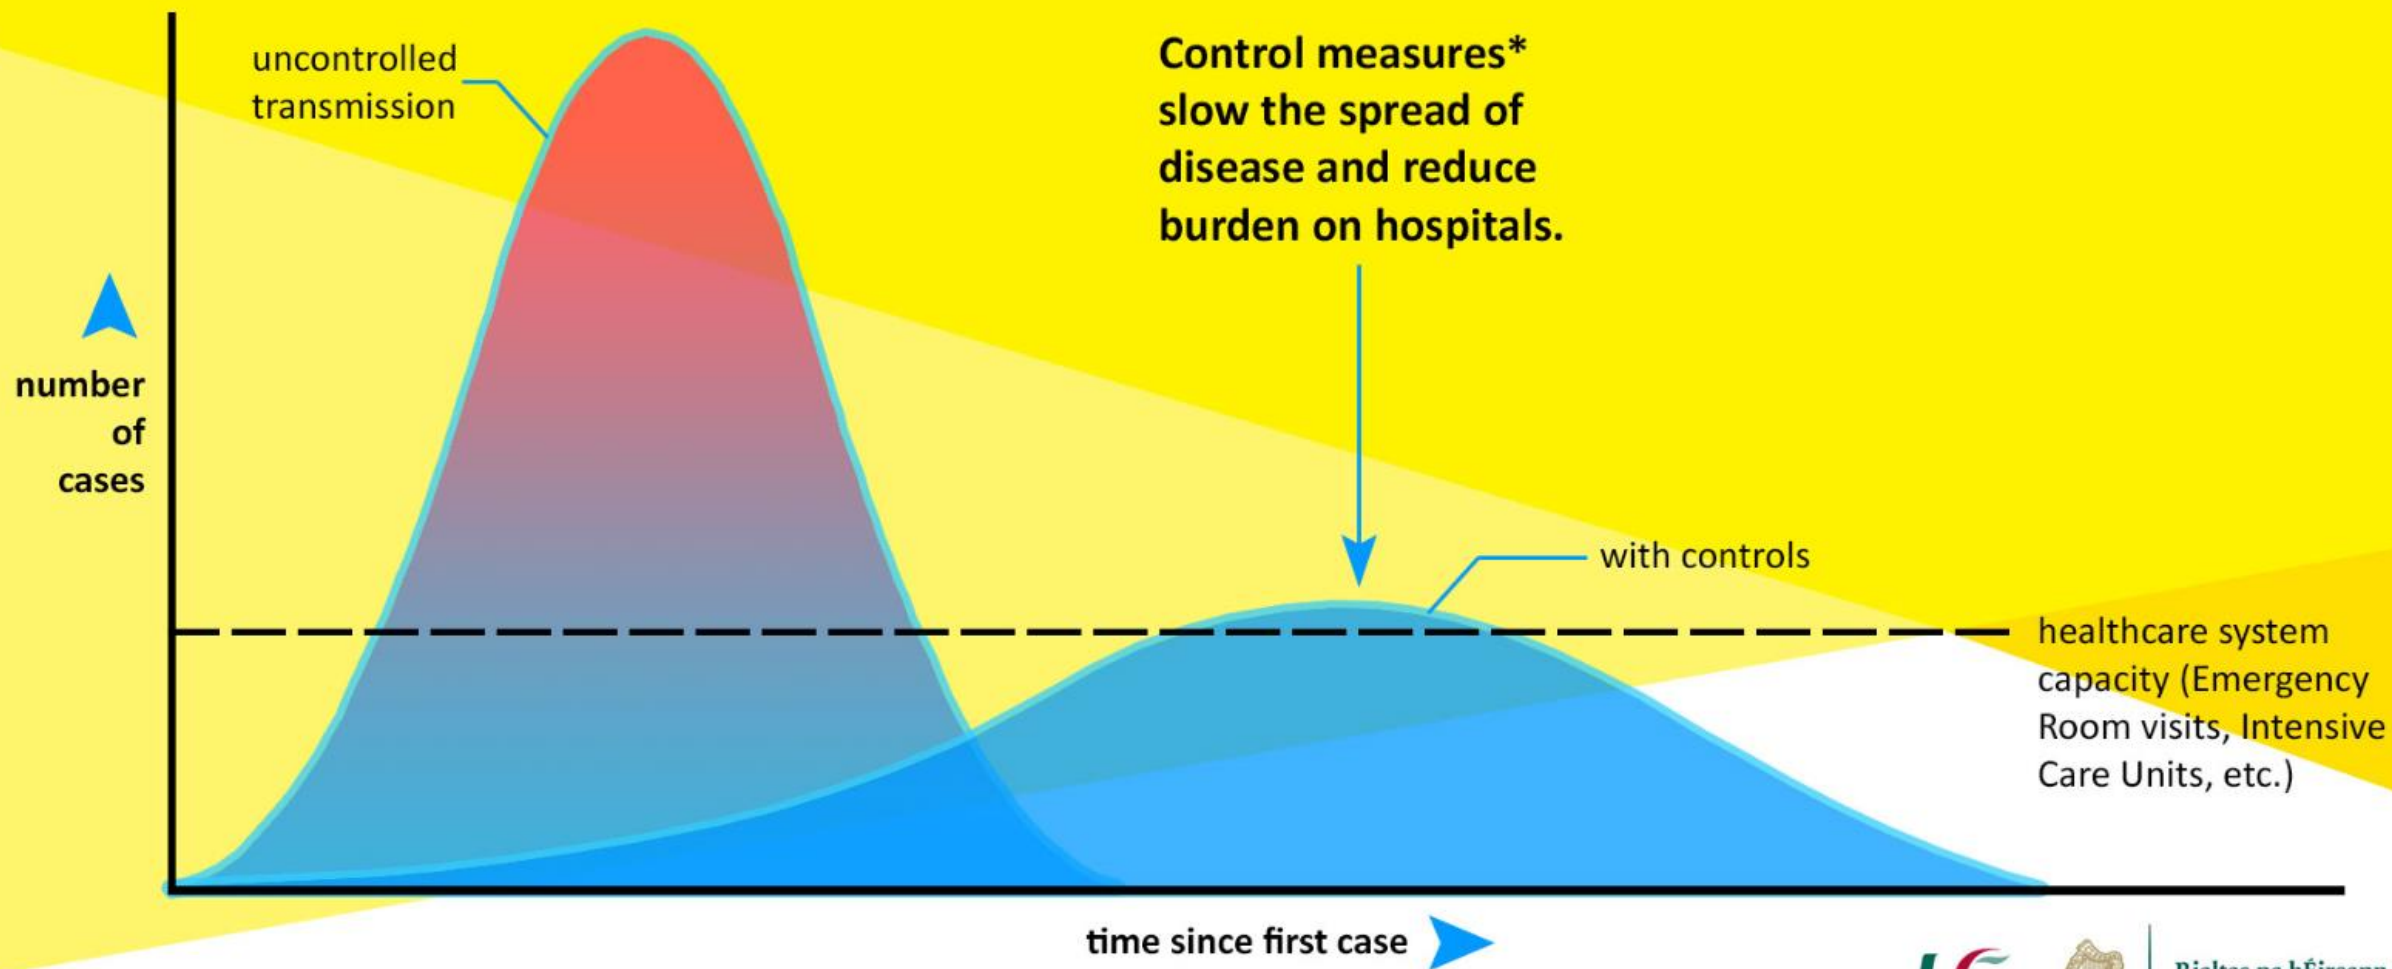 uncontrolled
transmission
Control measures*
slow the spread of
disease and reduce
burden on hospitals.
number
of
cases
with controls
healthcare system
capacity (Emergency
Room visits, Intensive
Care Units, etc.)
time since first case